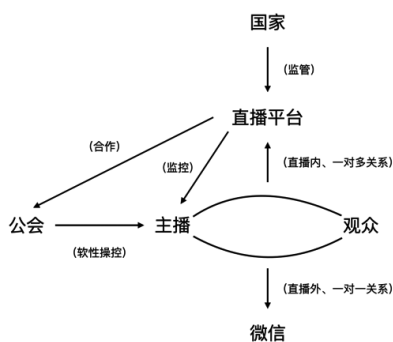 国家
（监管）
直播平台
（合作）
（监控）
（直播内、一对多关系）
公会
主播
观众
（软性操控）
（直播外、一对一关系）
微信